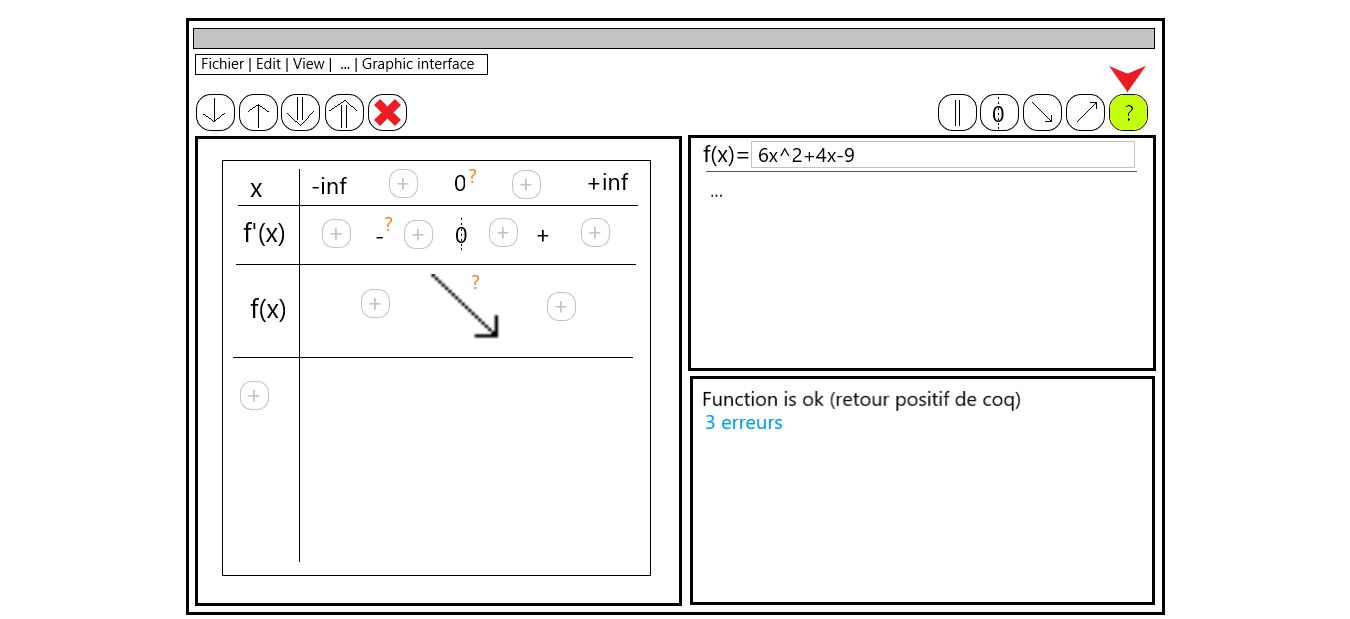 Fichier | Edit | View | ... | Graphic interface
?
x -inf + 0? + +inf
f'(x) + -? + 0 + + +
f(x) + ? +
+
f(x)= 6x^2+4x-9
...
Function is ok (retour positif de coq)
3 erreurs